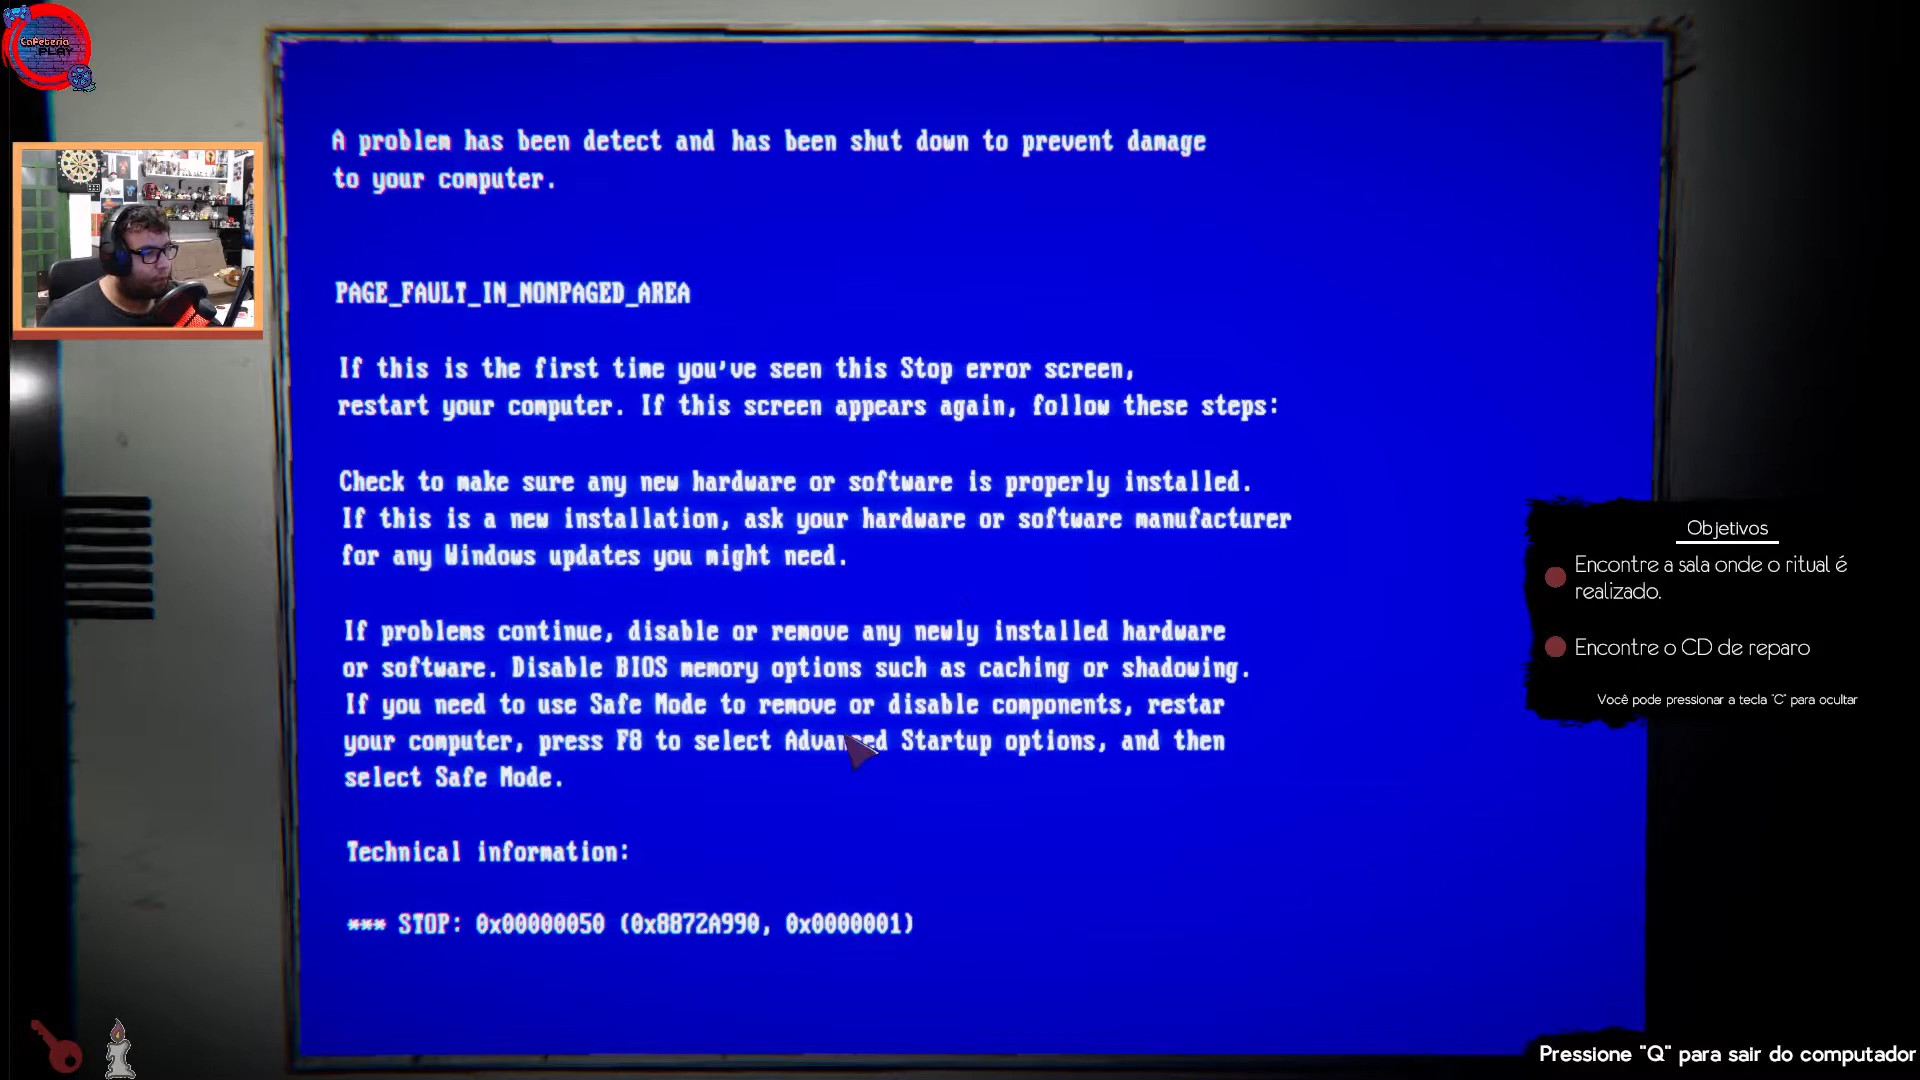 Cafeteria
PLAY
A problem has been detect and has been shut down to prevent damage
to your computer.
PAGE_FAULT_IN_NONPAGED_AREA
If this is the first time you've seen this Stop error screen,
restart your computer. If this screen appears again, follow these steps:
Check to make sure any new hardware or software is properly installed.
If this is a new installation, ask your hardware or software manufacturer
for any Windows updates you might need.
If problems continue, disable or remove any newly installed hardware
or software. Disable BIOS memory options such as caching or shadowing.
If you need to use Safe Mode to remove or disable components, restar
your computer, press F8 to select Advanced Startup options, and then
select Safe Mode.
Technical information:
*** STOP: 0x00000050 (0x8872A990, 0x0000001)
Objetivos
Encontre a sala onde o ritual é
realizado.
Encontre o CD de reparo
Você pode pressionar a tecla "C" para ocultar
Pressione "Q" para sair do computador